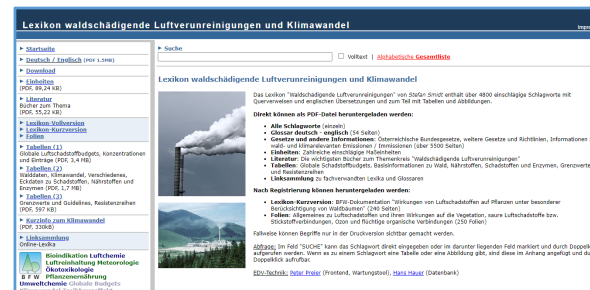 Lexikon waldschädigende Luftverunreinigungen und Klimawandel
Startseite
Deutsch / Englisch (PDF 1.5MB)
Download
Einheiten
(PDF, 89,24 KB)
Literatur
Bücher zum Thema
(PDF, 55,22 KB)
Lexikon-Vollversion
Lexikon-Kurzversion
Folien
Tabellen (1)
Globale Luftschadstoffbudgets, Konzentrationen
und Einträge (PDF, 3,4 MB)
Tabellen (2)
Walddaten, Klimawandel, Verschiedenes,
Eckdaten zu Schadstoffen, Nährstoffen und
Enzymen (PDF, 1,7 MB)
Tabellen (3)
Grenzwerte und Guidelines, Resistenzreihen
(PDF, 597 KB)
Kurzinfo zum Klimawandel
(PDF, 330kB)
Linksammlung
Online-Lexika
Bioindikation Luftchemie
Luftreinhaltung Meteorologie
Ökotoxikologie
B F W Pflanzenernährung
Umweltchemie Globale Budgets
Suche
Volltext | Alphabetische Gesamtliste
Lexikon waldschädigende Luftverunreinigungen und Klimawandel
Das Lexikon "Waldschädigende Luftverunreinigungen" von Stefan Smidt enthält über 4800 einschlägige Schlagworte mit
Querverweisen und englischen Übersetzungen und zum Teil mit Tabellen und Abbildungen.
Direkt können als PDF-Datei heruntergeladen werden:
Alle Schlagworte (einzeln)
Glossar deutsch - englisch (54 Seiten)
Gesetze und andere Informationen: Österreichische Bundesgesetze, weitere Gesetze und Richtlinien, Informationen
wald- und klimarelevanten Emissionen / Immissionen (über 5500 Seiten)
Einheiten: Zahlreiche einschlägige Maßeinheiten
Literatur: Die wichtigsten Bücher zum Themenkreis "Waldschädigende Luftverunreinigungen"
Tabellen: Globale Schadstoffbudgets, Basisinformationen zu Wald, Nährstoffen, Schadstoffen und Enzymen, Grenzwerte
und Resistenzreihen
Linksammlung zu fachverwandten Lexika und Glossaren
Nach Registrierung können heruntergeladen werden:
Lexikon-Kurzversion: BFW-Dokumentation "Wirkungen von Luftschadstoffen auf Pflanzen unter besonderer
Berücksichtigung von Waldbäumen" (240 Seiten)
Folien: Allgemeines zu Luftschadstoffen und ihren Wirkungen auf die Vegetation, saure Luftschadstoffe bzw.
Stickstoffverbindungen, Ozon und flüchtige organische Verbindungen (250 Folien)
Fallweise können Begriffe nur in der Druckversion sichtbar gemacht werden.
Abfrage: Im Feld "SUCHE" kann das Schlagwort direkt eingegeben oder im darunter liegenden Feld markiert und durch Doppelk
aufgerufen werden. Wenn es zu einem Schlagwort eine Tabelle oder eine Abbildung gibt, sind diese im Anhang angefügt und du
Doppelklick aufrufbar.
EDV-Technik: Peter Preier (Frontend, Wartungstool), Hans Hauer (Datenbank)